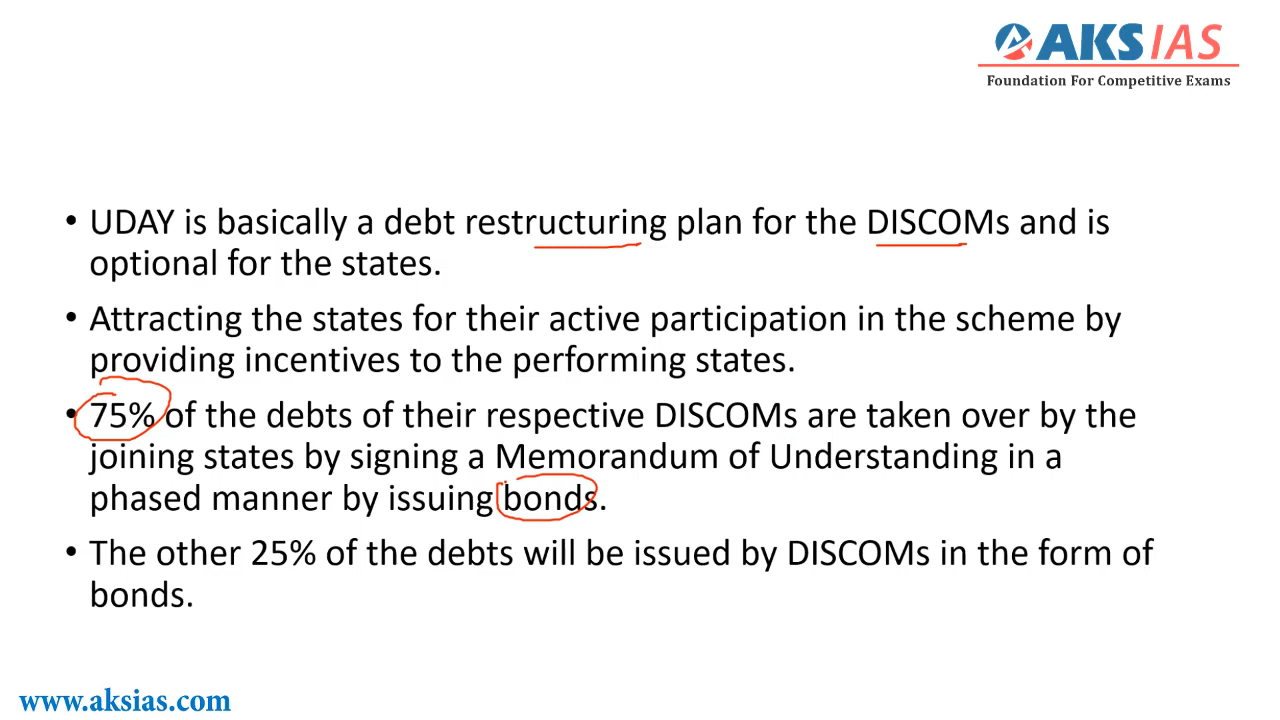 AKS IAS
Foundation For Competitive Exams
• UDAY is basically a debt restructuring plan for the DISCOMs and is
optional for the states.
• Attracting the states for their active participation in the scheme by
providing incentives to the performing states.
• 75% of the debts of their respective DISCOMs are taken over by the
joining states by signing a Memorandum of Understanding in a
phased manner by issuing bonds.
• The other 25% of the debts will be issued by DISCOMs in the form of
bonds.
www.aksias.com